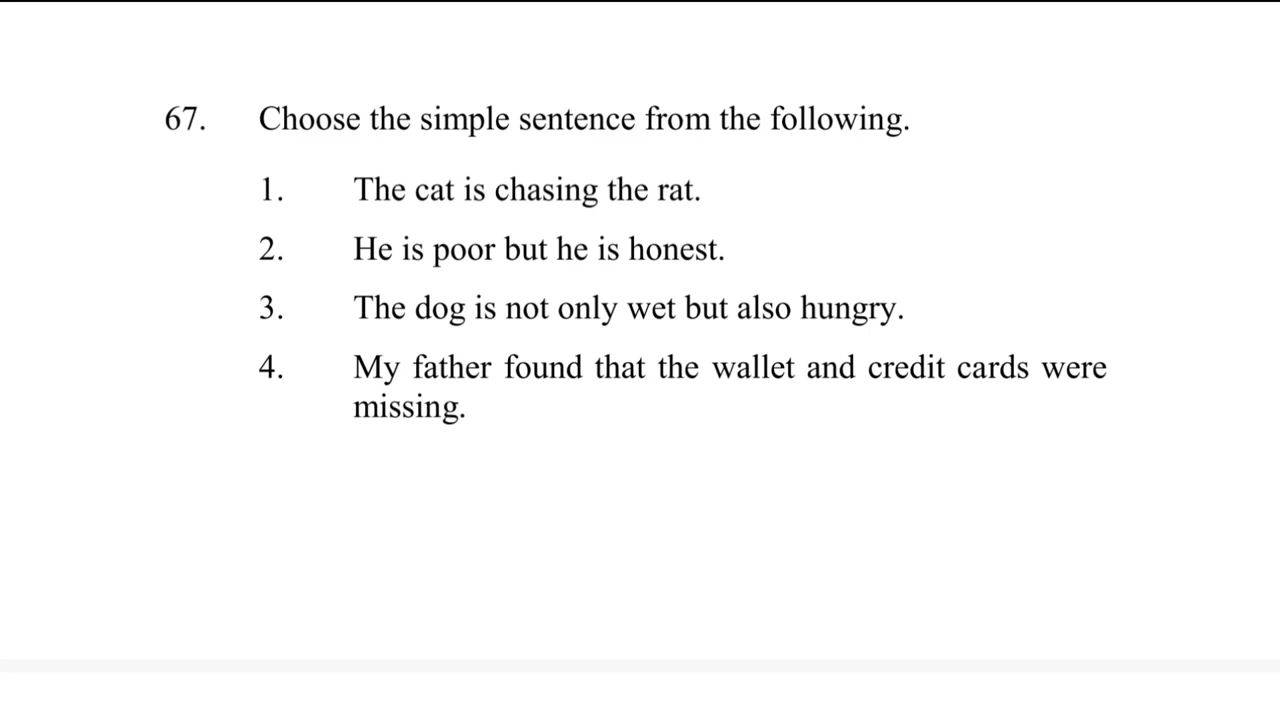 67. Choose the simple sentence from the following.
1. The cat is chasing the rat.
2. He is poor but he is honest.
3. The dog is not only wet but also hungry.
4. My father found that the wallet and credit cards were
missing.